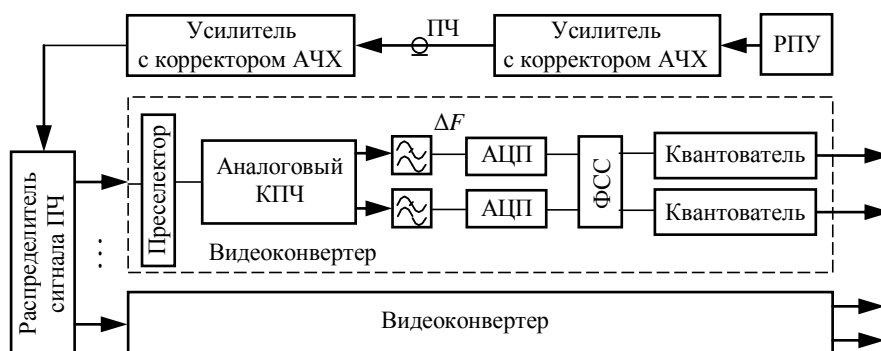 Усилитель
с корректором АЧХ
ПЧ
Усилитель
с корректором АЧХ
РПУ
Распределитель
сигнала ПЧ
. . .
Преселектор
Аналоговый
КПЧ
ΔF
АЦП
АЦП
ФСС
Квантователь
Квантователь
Видеоконвертер
Видеоконвертер